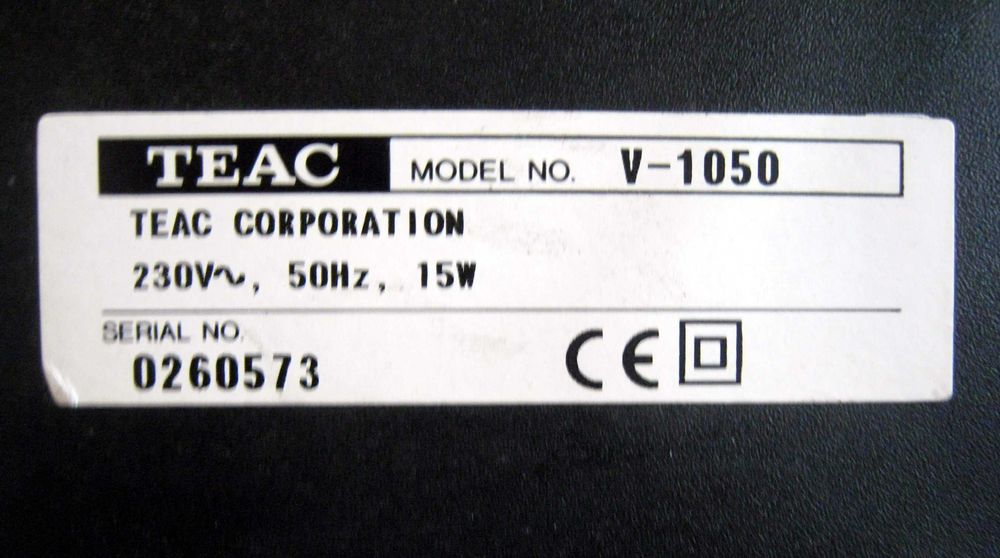 TEAC MODEL NO. V-1050
TEAC CORPORATION
230V~, 50Hz, 15W
SERIAL NO.
0260573
CE